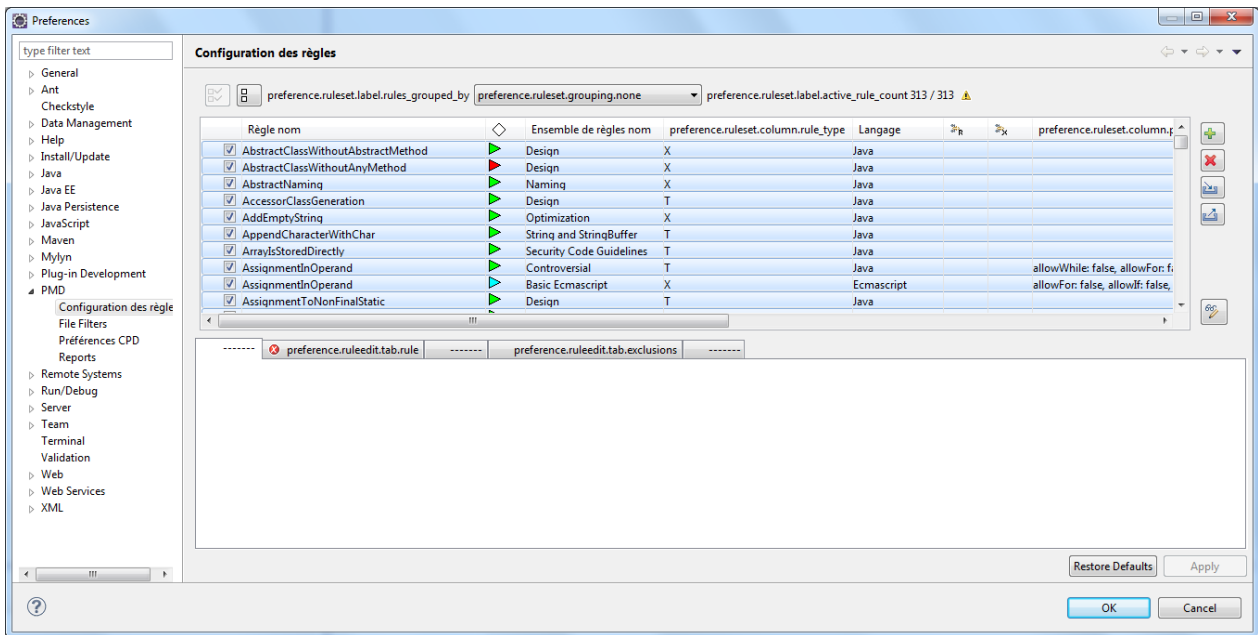 Preferences
type filter text
General
Ant
Checkstyle
Data Management
Help
Install/Update
Java
Java EE
Java Persistence
JavaScript
Maven
Mylyn
Plug-in Development
PMD
Configuration des règle
File Filters
Préférences CPD
Reports
Remote Systems
Run/Debug
Server
Team
Terminal
Validation
Web
Web Services
XML
Configuration des règles
preference.ruleset.label.rules_grouped_by preference.ruleset.grouping.none preference.ruleset.label.active_rule_count 313 / 313
Règle nom Ensemble de règles nom preference.ruleset.column.rule_type Langage preference.ruleset.column.p
AbstractClassWithoutAbstractMethod Design X Java
AbstractClassWithoutAnyMethod Design X Java
AbstractNaming Naming X Java
AccessorClassGeneration Design T Java
AddEmptyString Optimization X Java
AppendCharacterWithChar String and StringBuffer T Java
ArrayIsStoredDirectly Security Code Guidelines T Java
AssignmentInOperand Controversial T Java allowWhile: false, allowFor: fa
AssignmentInOperand Basic Ecmascript X Ecmascript allowFor: false, allowIf: false,
AssignmentToNonFinalStatic Design T Java
------- preference.ruleedit.tab.rule ------- preference.ruleedit.tab.exclusions -------
Restore Defaults Apply
OK Cancel